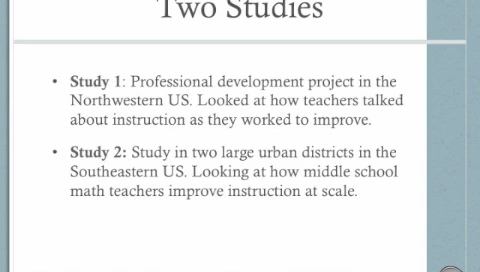 Two Studies
• Study 1: Professional development project in the
Northwestern US. Looked at how teachers talked
about instruction as they worked to improve.
• Study 2: Study in two large urban districts in the
Southeastern US. Looking at how middle school
math teachers improve instruction at scale.